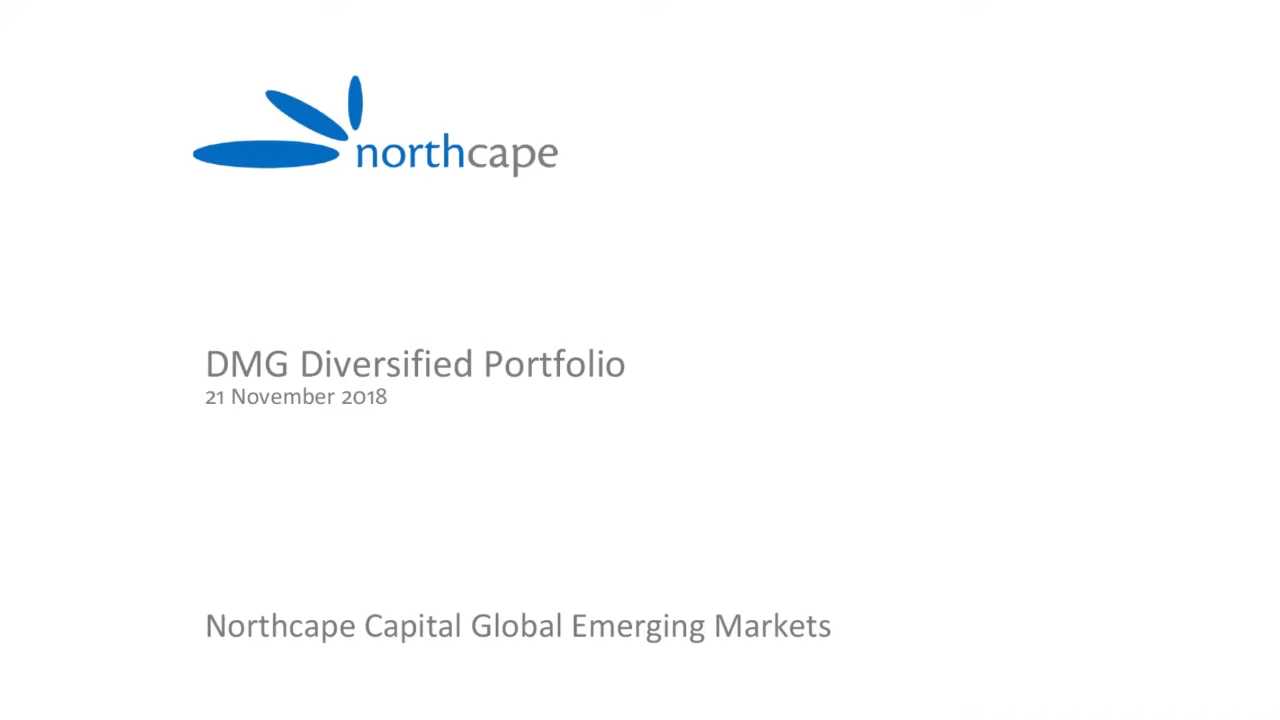 northcape
DMG Diversified Portfolio
21 November 2018
Northcape Capital Global Emerging Markets